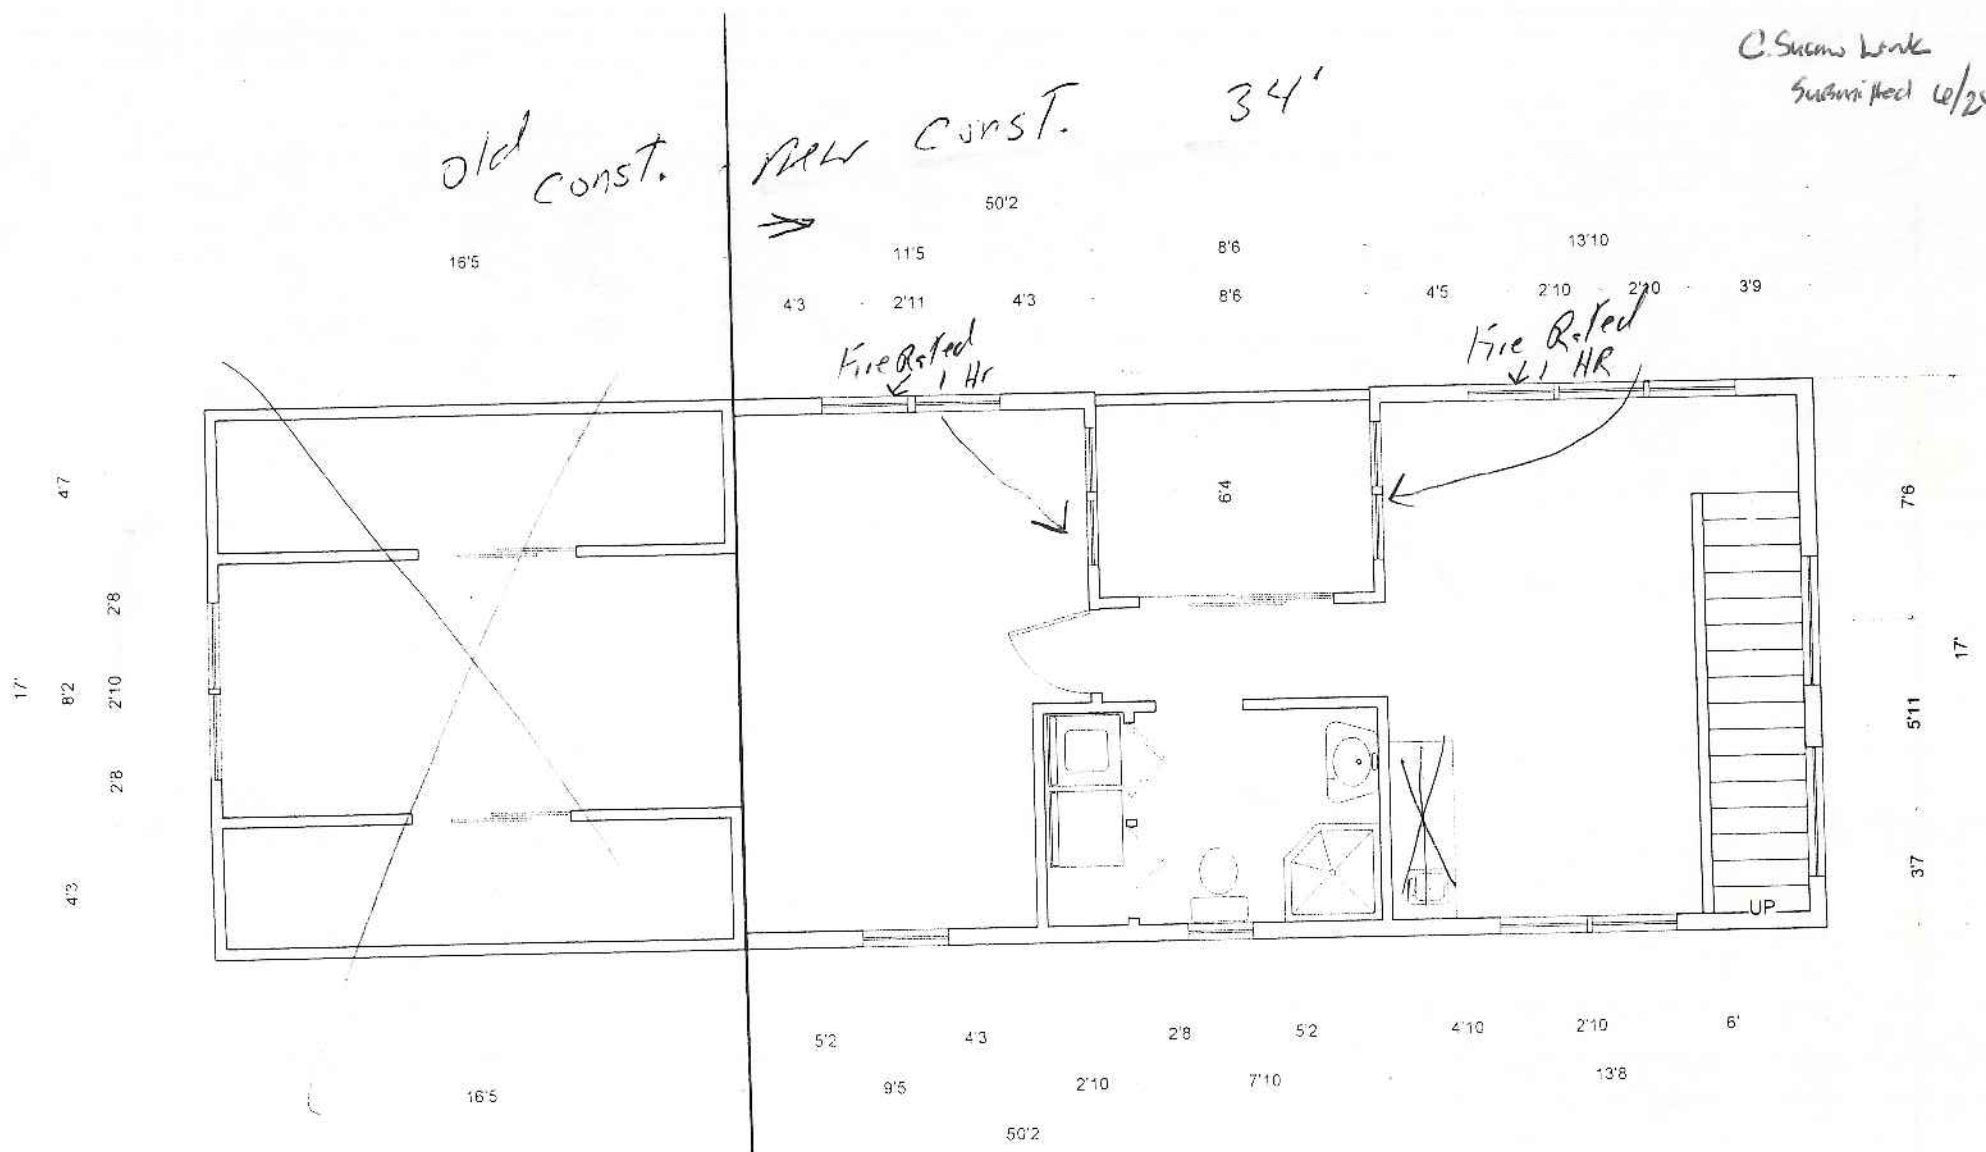 Submitted 6/2
old const. new const. 34'
50'2
16'5 11'5 8'6 13'10
4'3 2'11 4'3 8'6 4'5 2'10 2'10 3'9
Fire Rated
1 Hr
Fire Rated
1 HR
4'7
6'4
7'6
2'8
17'
8'2
2'10
17'
5'11
2'8
4'3
3'7
UP
5'2 4'3 2'8 5'2 4'10 2'10 6'
16'5 9'5 2'10 7'10 13'8
50'2